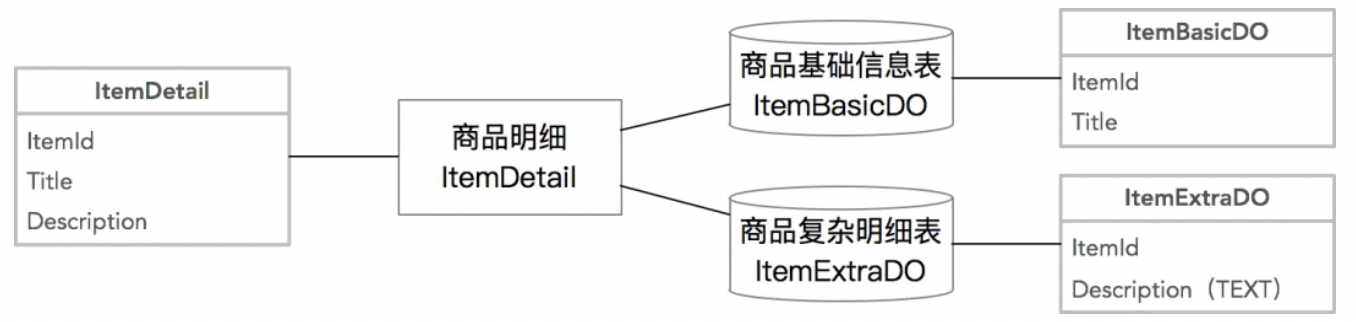 ItemDetail
ItemId
Title
Description
商品明细
ItemDetail
商品基础信息表
ItemBasicDO
商品复杂明细表
ItemExtraDO
ItemBasicDO
ItemId
Title
ItemExtraDO
ItemId
Description（TEXT）